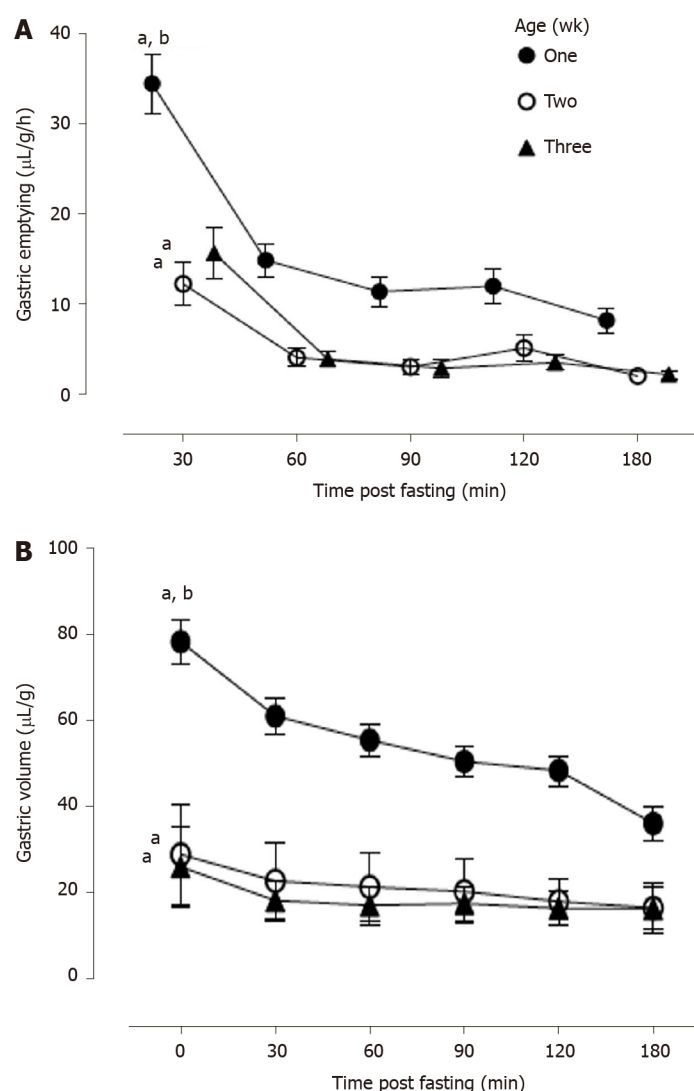 A
Age (wk)
One
Two
Three
Gastric emptying (μL/g/h)
40
30
20
10
0
a, b
a
a
30 60 90 120 180
Time post fasting (min)
B
Gastric volume (μL/g)
100
80
60
40
20
0
a, b
a
a
0 30 60 90 120 180
Time post fasting (min)